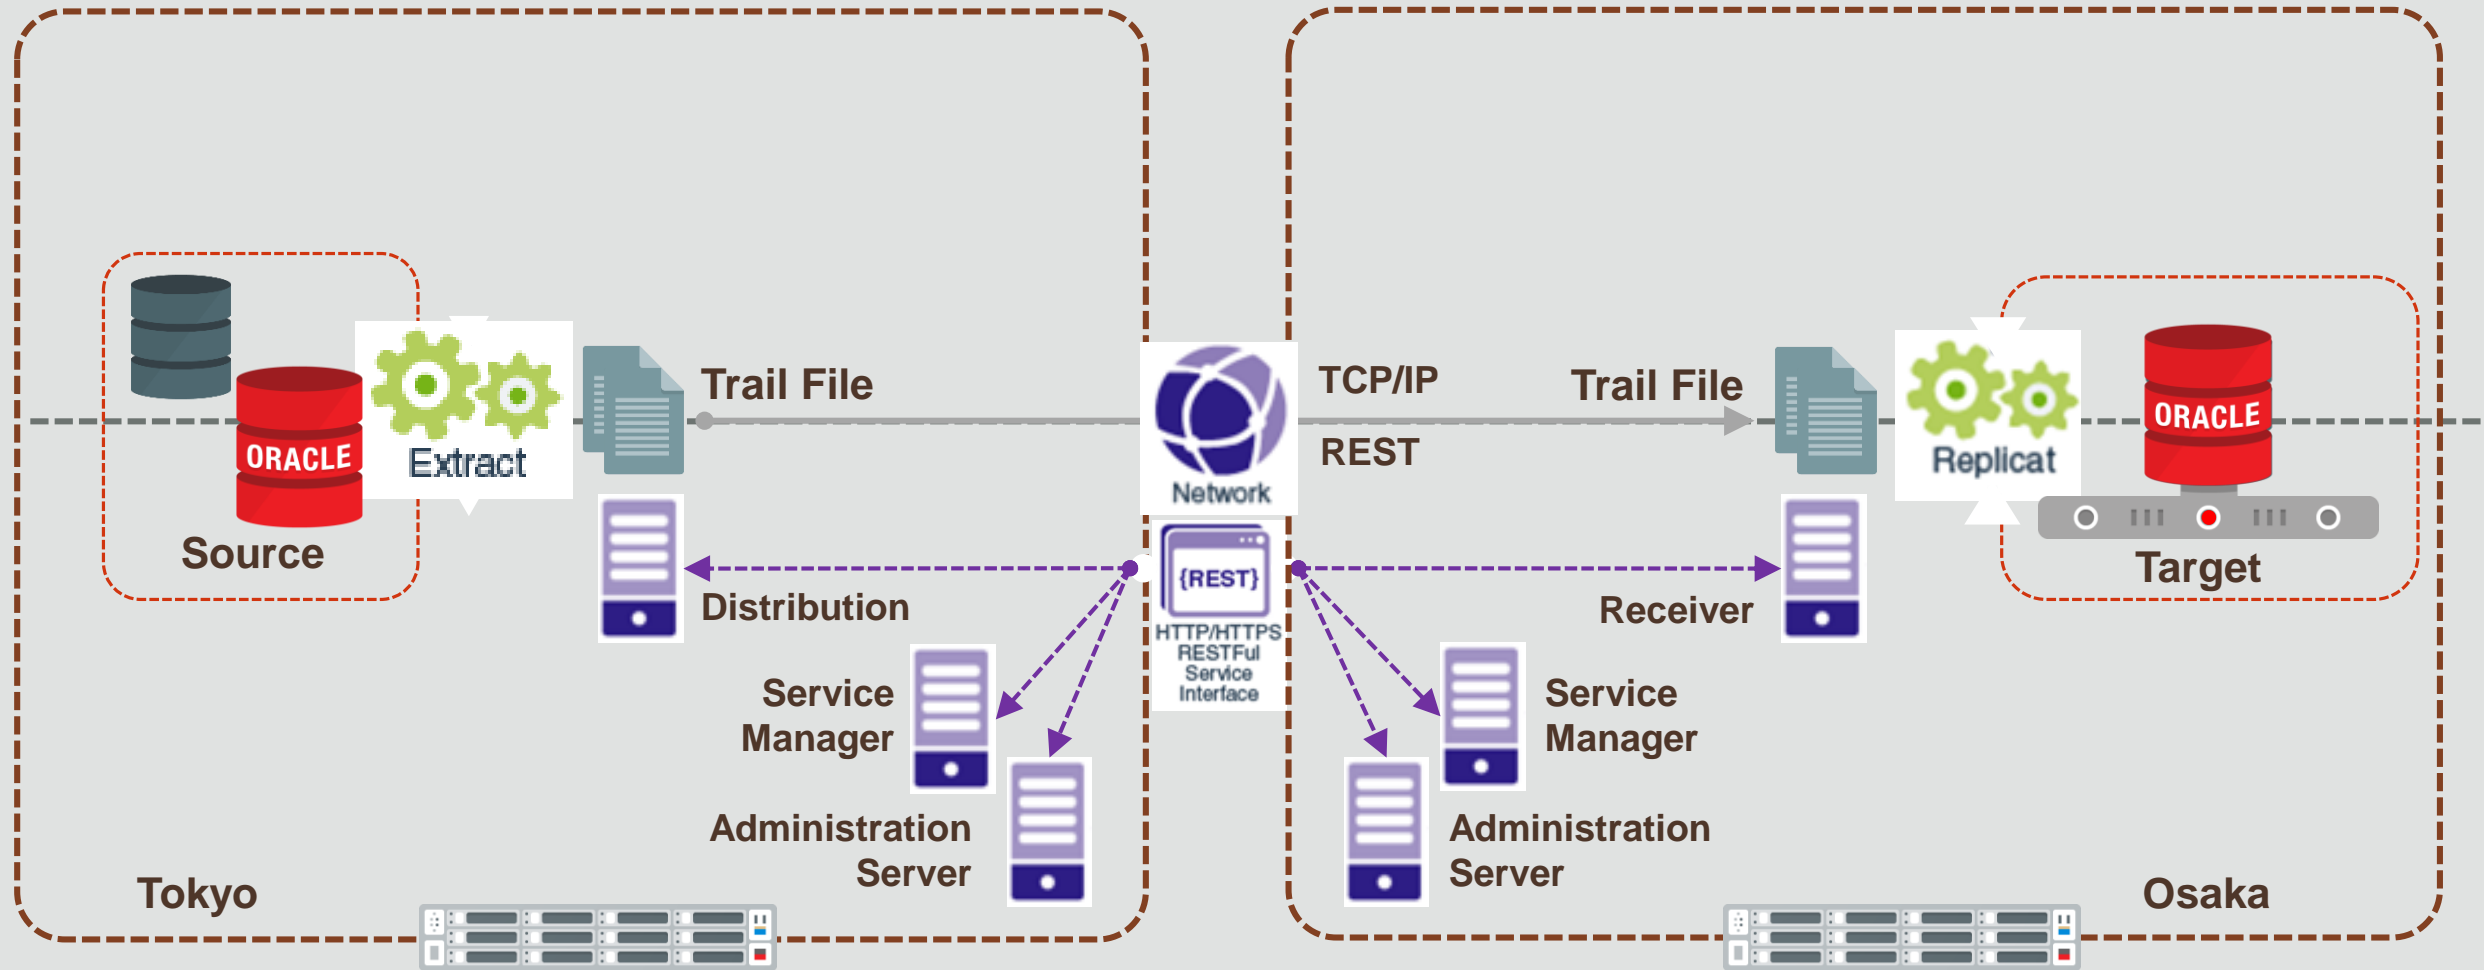 ORACLE
Source
Extract
Trail File
Network
TCP/IP
REST
Trail File
Replicat
ORACLE
Target
Distribution
{REST}
HTTP/HTTPS
RESTFul
Service
Interface
Receiver
Service
Manager
Administration
Server
Service
Manager
Administration
Server
Tokyo
Osaka